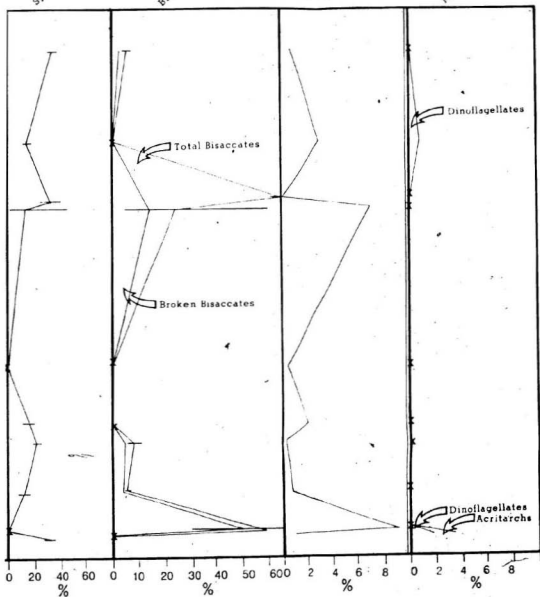 Dinoflagellates
Total Bisaccates
Broken Bisaccates
Dinoflagellates
Acritarchs
0 20 40 60 0 10 20 30 40 50 60 0 2 4 6 8 0 2 4 6 8
% % % %